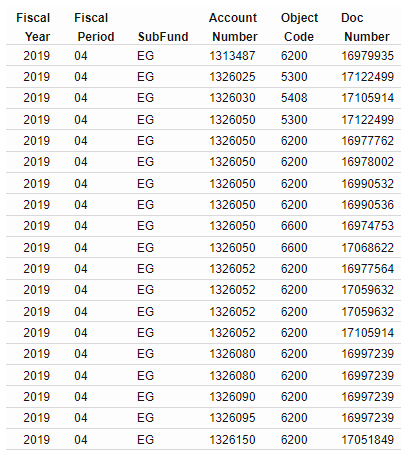 Fiscal Fiscal Account Object Doc
Year Period SubFund Number Code Number
2019 04 EG 1313487 6200 16979935
2019 04 EG 1326025 5300 17122499
2019 04 EG 1326030 5408 17105914
2019 04 EG 1326050 5300 17122499
2019 04 EG 1326050 6200 16977762
2019 04 EG 1326050 6200 16978002
2019 04 EG 1326050 6200 16990532
2019 04 EG 1326050 6200 16990536
2019 04 EG 1326050 6600 16974753
2019 04 EG 1326050 6600 17068622
2019 04 EG 1326052 6200 16977564
2019 04 EG 1326052 6200 17059632
2019 04 EG 1326052 6200 17059632
2019 04 EG 1326052 6200 17105914
2019 04 EG 1326080 6200 16997239
2019 04 EG 1326080 6200 16997239
2019 04 EG 1326090 6200 16997239
2019 04 EG 1326095 6200 16997239
2019 04 EG 1326150 6200 17051849